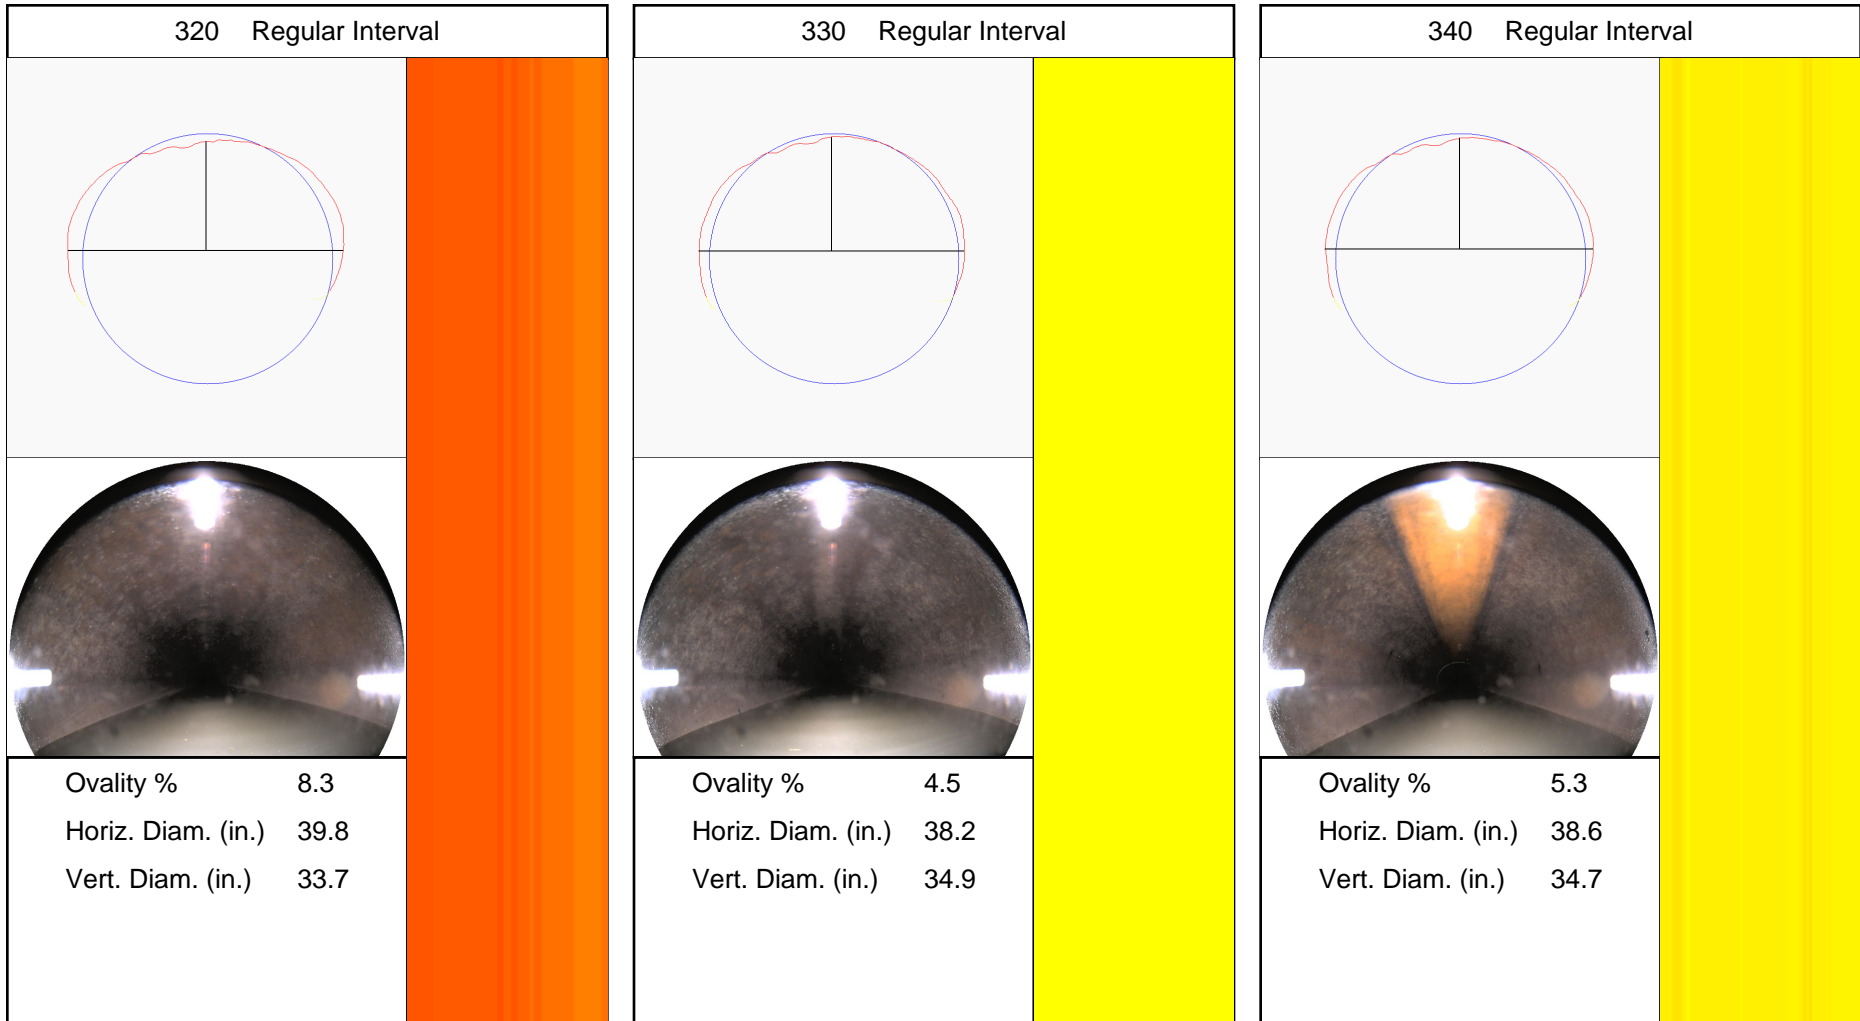 320 Regular Interval
Ovality % 8.3
Horiz. Diam. (in.) 39.8
Vert. Diam. (in.) 33.7
330 Regular Interval
Ovality % 4.5
Horiz. Diam. (in.) 38.2
Vert. Diam. (in.) 34.9
340 Regular Interval
Ovality % 5.3
Horiz. Diam. (in.) 38.6
Vert. Diam. (in.) 34.7